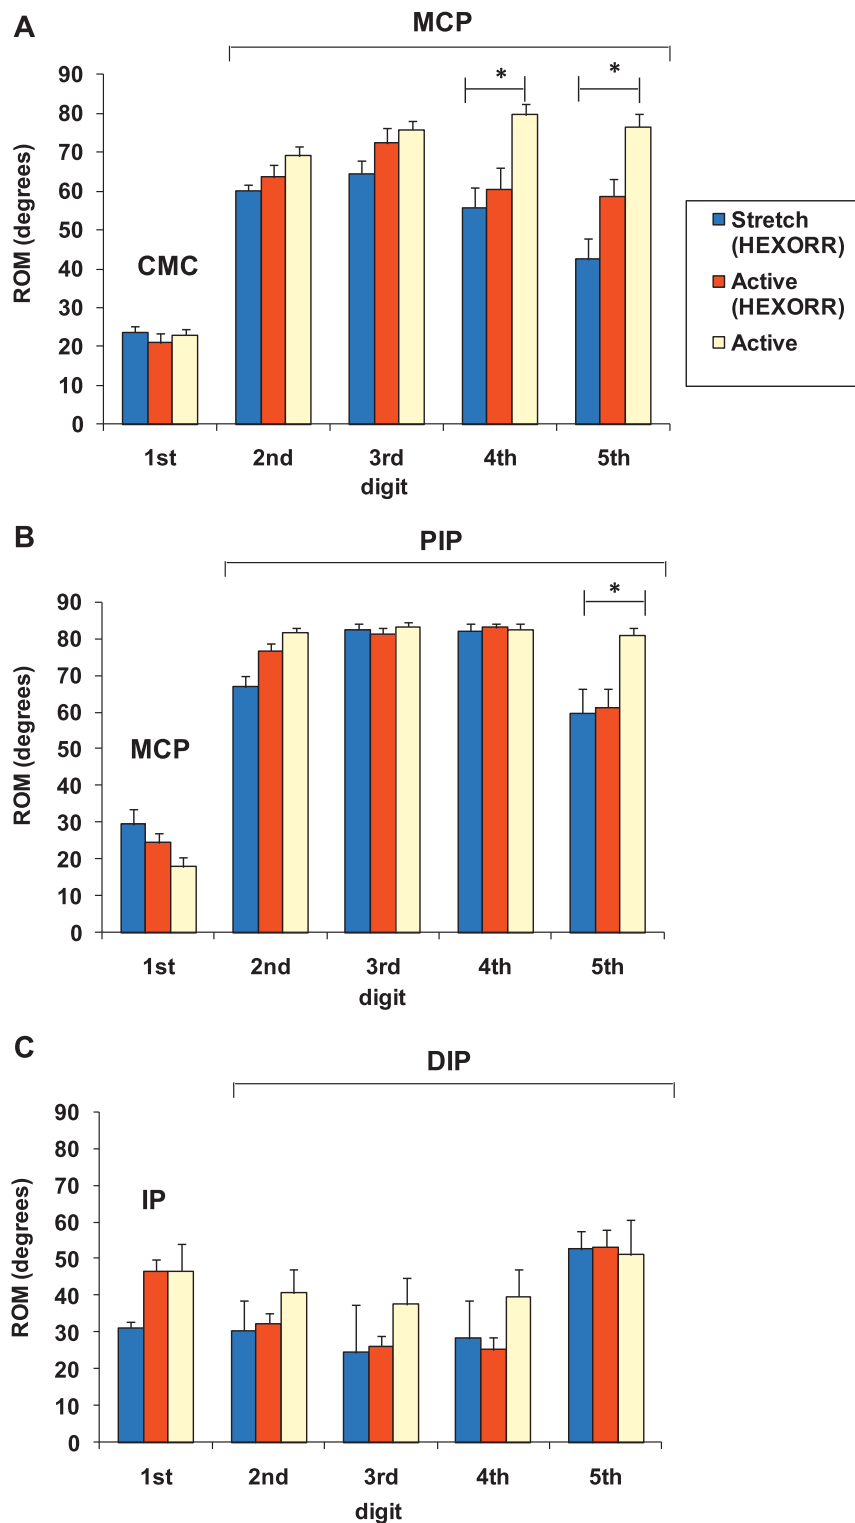 A
MCP
ROM (degrees)
90
80
70
60
50
40
30
20
10
0
*
*
CMC
1st 2nd 3rd 4th 5th
digit
Stretch
(HEXORR)
Active
(HEXORR)
Active
B
PIP
ROM (degrees)
90
80
70
60
50
40
30
20
10
0
*
MCP
1st 2nd 3rd 4th 5th
digit
C
DIP
ROM (degrees)
90
80
70
60
50
40
30
20
10
0
IP
1st 2nd 3rd 4th 5th
digit